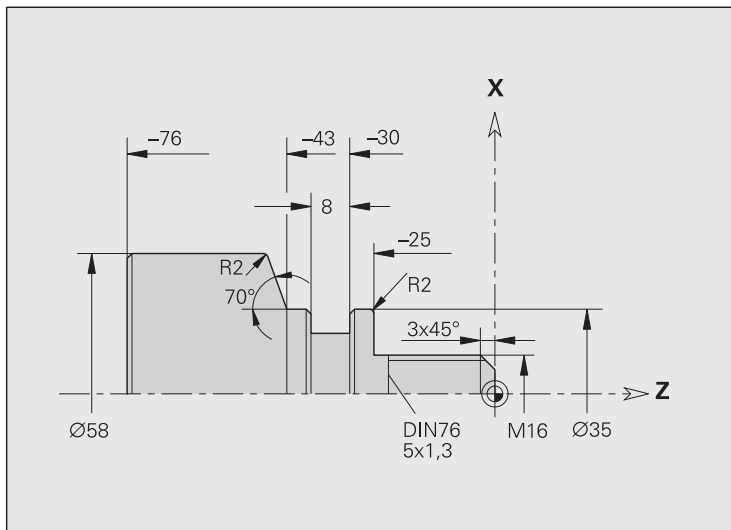 X
–76
–43
–30
8
–25
R2
R2
70°
3x45°
Z
Ø58
DIN76
5x1,3
M16
Ø35